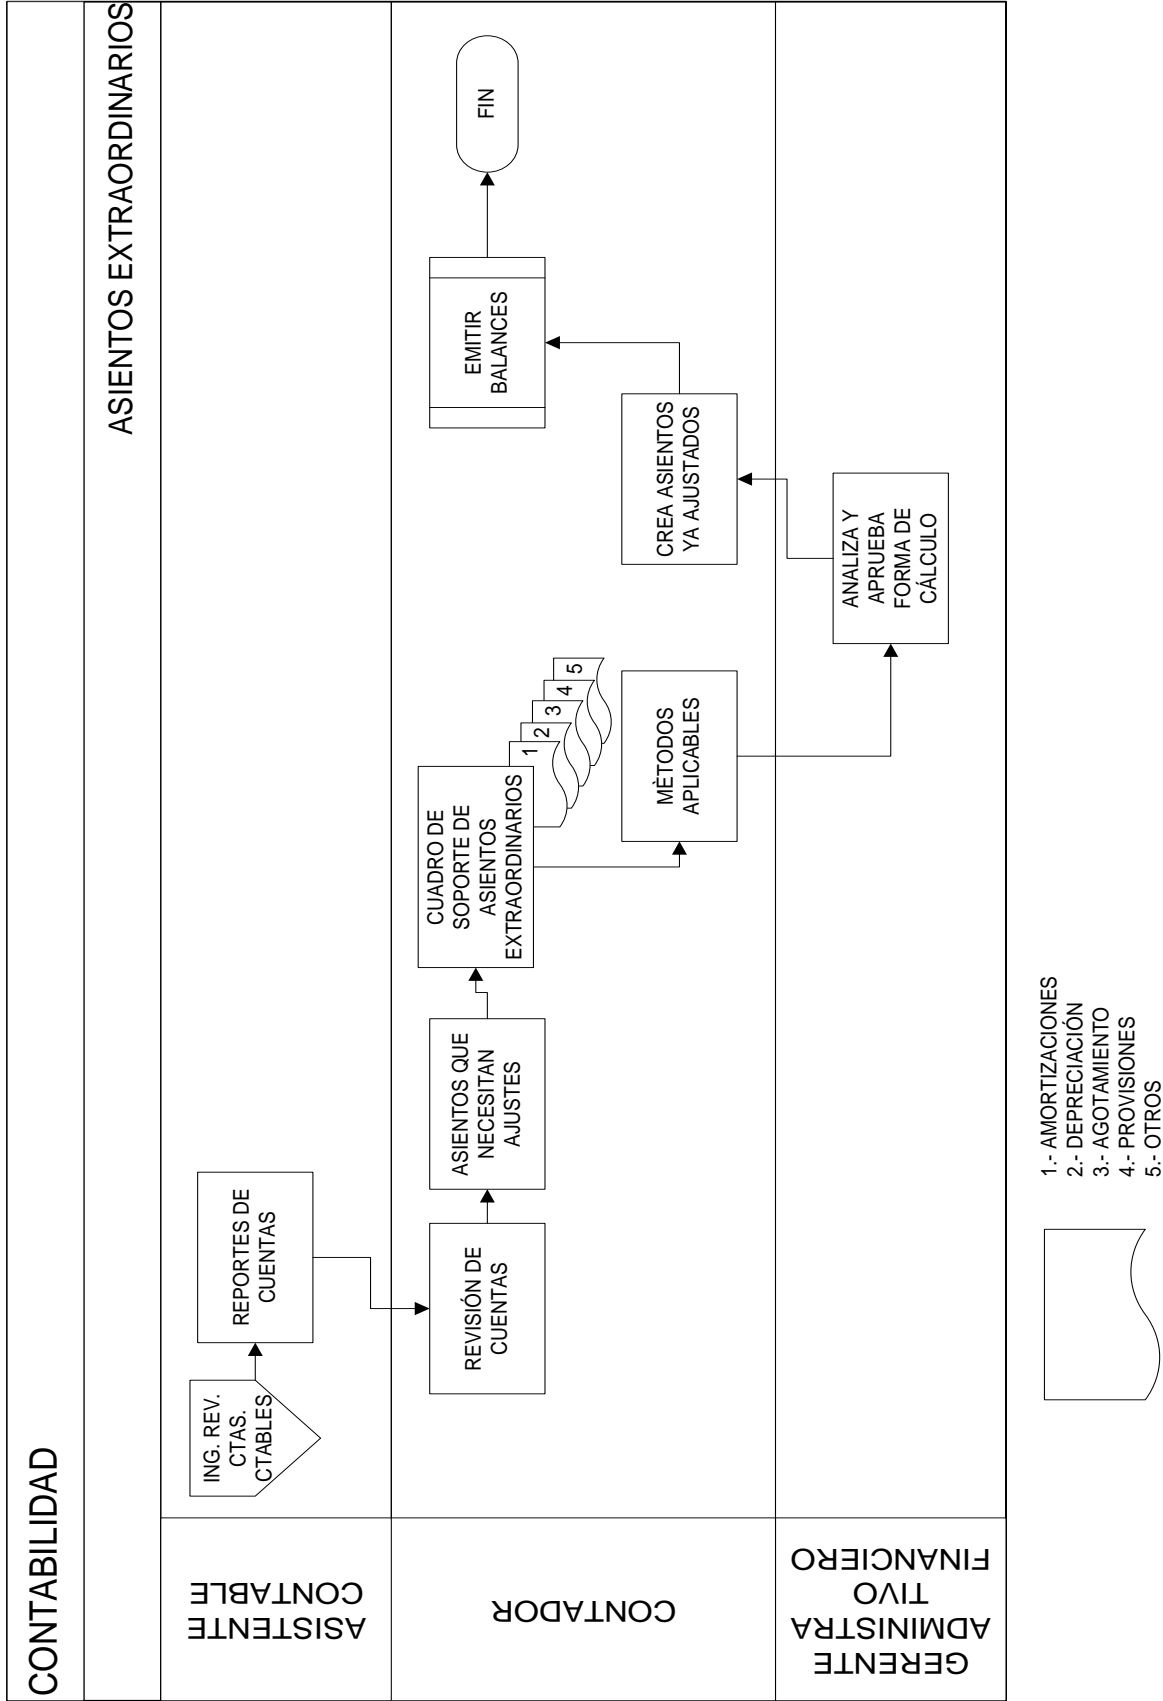 CONTABILIDAD
ASIENTOS EXTRAORDINARIOS
ASISTENTE
CONTABLE
ING. REV.
CTAS.
CTABLES
REPORTES DE
CUENTAS
CONTADOR
REVISIÓN DE
CUENTAS
ASIENTOS QUE
NECESITAN
AJUSTES
CUADRO DE
SOPORTE DE
ASIENTOS
EXTRAORDINARIOS
1
2
3
4
5
MÈTODOS
APLICABLES
CREA ASIENTOS
YA AJUSTADOS
EMITIR
BALANCES
FIN
GERENTE
ADMINISTRA
TIVO
FINANCIERO
ANALIZA Y
APRUEBA
FORMA DE
CÁLCULO
1.- AMORTIZACIONES
2.- DEPRECIACIÓN
3.- AGOTAMIENTO
4.- PROVISIONES
5.- OTROS